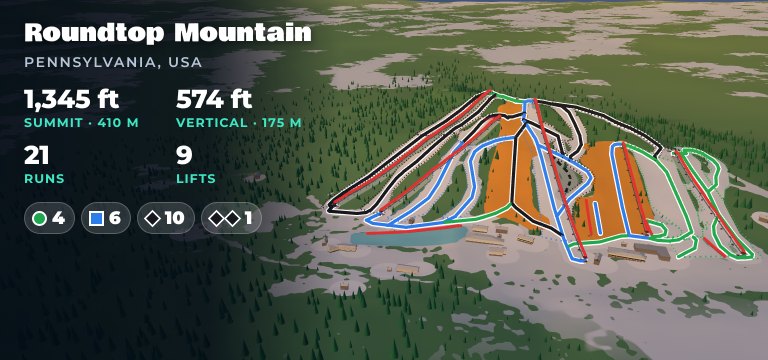 Roundtop Mountain
PENNSYLVANIA, USA
1,345 ft 574 ft
SUMMIT · 410 M VERTICAL · 175 M
21 9
RUNS LIFTS
4 6 10 1